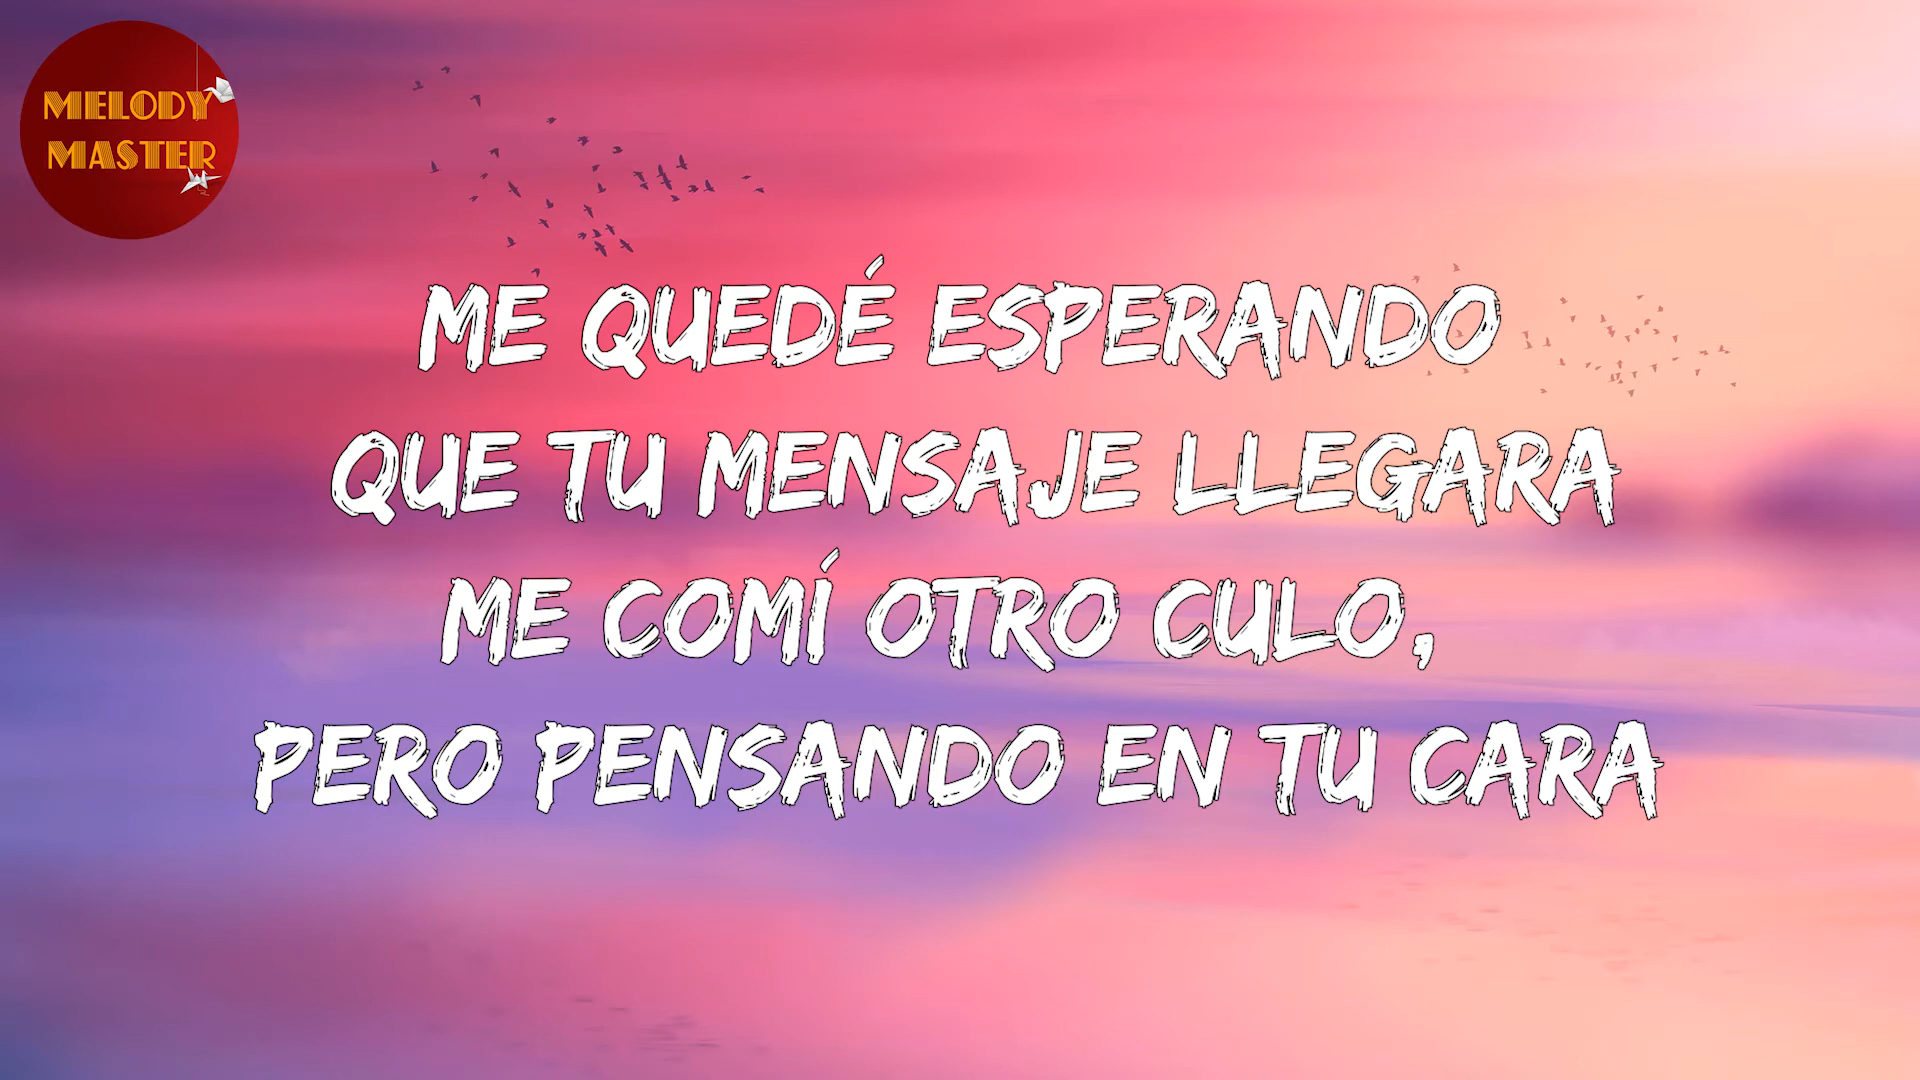 MELODY
MASTER
ME QUEDÉ ESPERANDO
QUE TU MENSAJE LLEGARA
ME COMÍ OTRO CULO,
PERO PENSANDO EN TU CARA